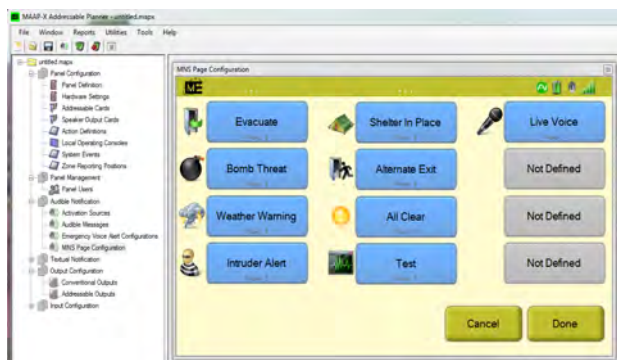 MAAP-X Addressable Planner - untitled.mapx
File Window Reports Utilities Tools Help
untitled.mapx
Panel Configuration
Panel Definition
Hardware Settings
Addressable Cards
Speaker Output Cards
Action Definitions
Local Operating Consoles
System Events
Zone Reporting Positions
Panel Management
Panel Users
Audible Notification
Activation Sources
Audible Messages
Emergency Voice Alert Configurations
MNS Page Configuration
Textual Notification
Output Configuration
Conventional Outputs
Addressable Outputs
Input Configuration
MNS Page Configuration
ME
Evacuate
Shelter In Place
Live Voice
Bomb Threat
Alternate Exit
Not Defined
Weather Warning
All Clear
Not Defined
Intruder Alert
Test
Not Defined
Cancel
Done